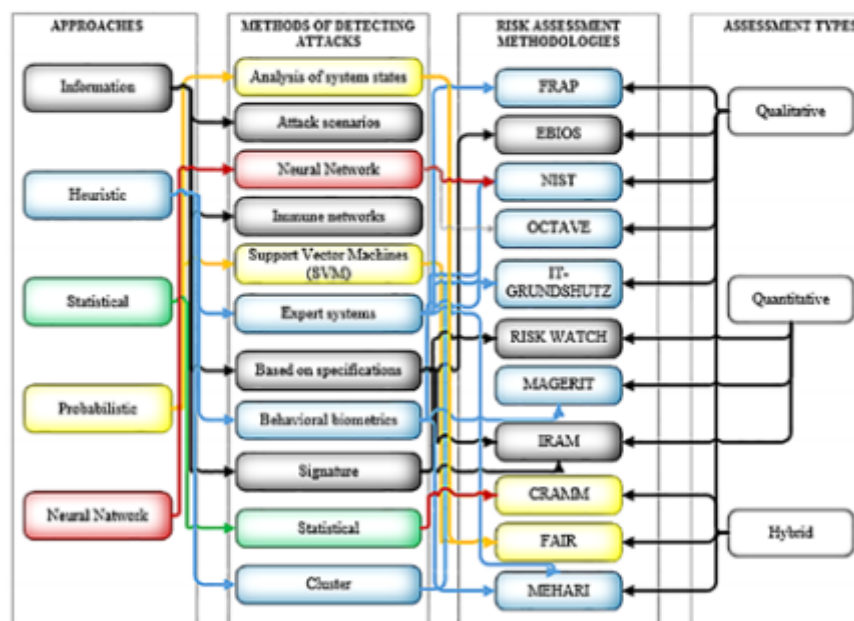 APPROACHES
Information
Heuristic
Statistical
Probabilistic
Neural Natwork
METHODS OF DETECTING
ATTACKS
Analysis of system states
Attack scenarios
Neural Network
Immune networks
Support Vector Machines
(SVM)
Expert systems
Based on specifications
Behavioral biometrics
Signature
Statistical
Cluster
RISK ASSESSMENT
METHODOLOGIES
FRAP
EBIOS
NIST
OCTAVE
IT-
GRUNDSHUTZ
RISK WATCH
MAGERIT
IRAM
CRAMM
FAIR
MEHARI
ASSESSMENT TYPES
Qualitative
Quantitative
Hybrid